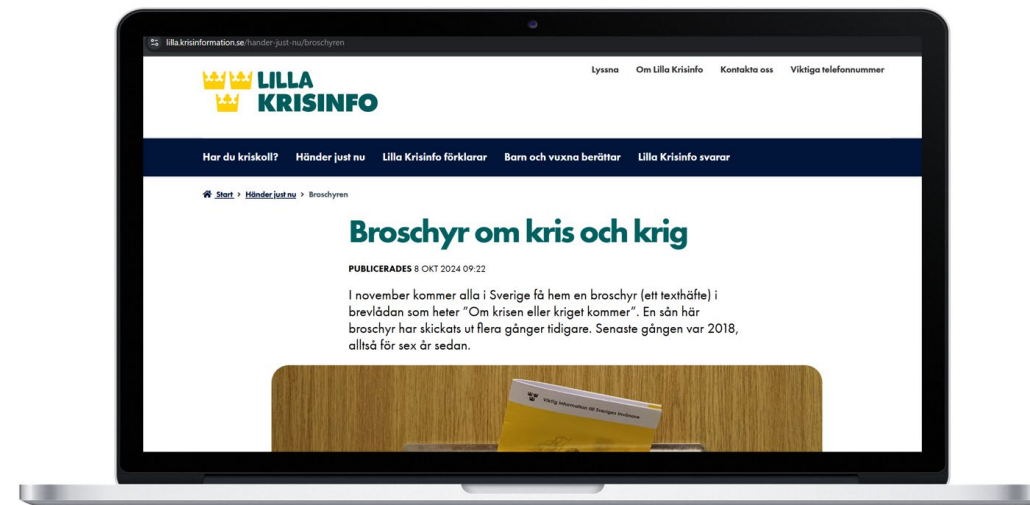 lilla.krisinformation.se/hander-just-nu/broschyren
LILLA
KRISINFO
Lyssna Om Lilla Krisinfo Kontakta oss Viktiga telefonnummer
Har du kriskoll? Händer just nu Lilla Krisinfo förklarar Barn och vuxna berättar Lilla Krisinfo svarar
Start > Händer just nu > Broschyren
Broschyr om kris och krig
PUBLICERADES 8 OKT 2024 09:22
I november kommer alla i Sverige få hem en broschyr (ett texthäfte) i
brevlådan som heter ”Om krisen eller kriget kommer”. En sån här
broschyr har skickats ut flera gånger tidigare. Senaste gången var 2018,
alltså för sex år sedan.
Viktig information till Sveriges invånare